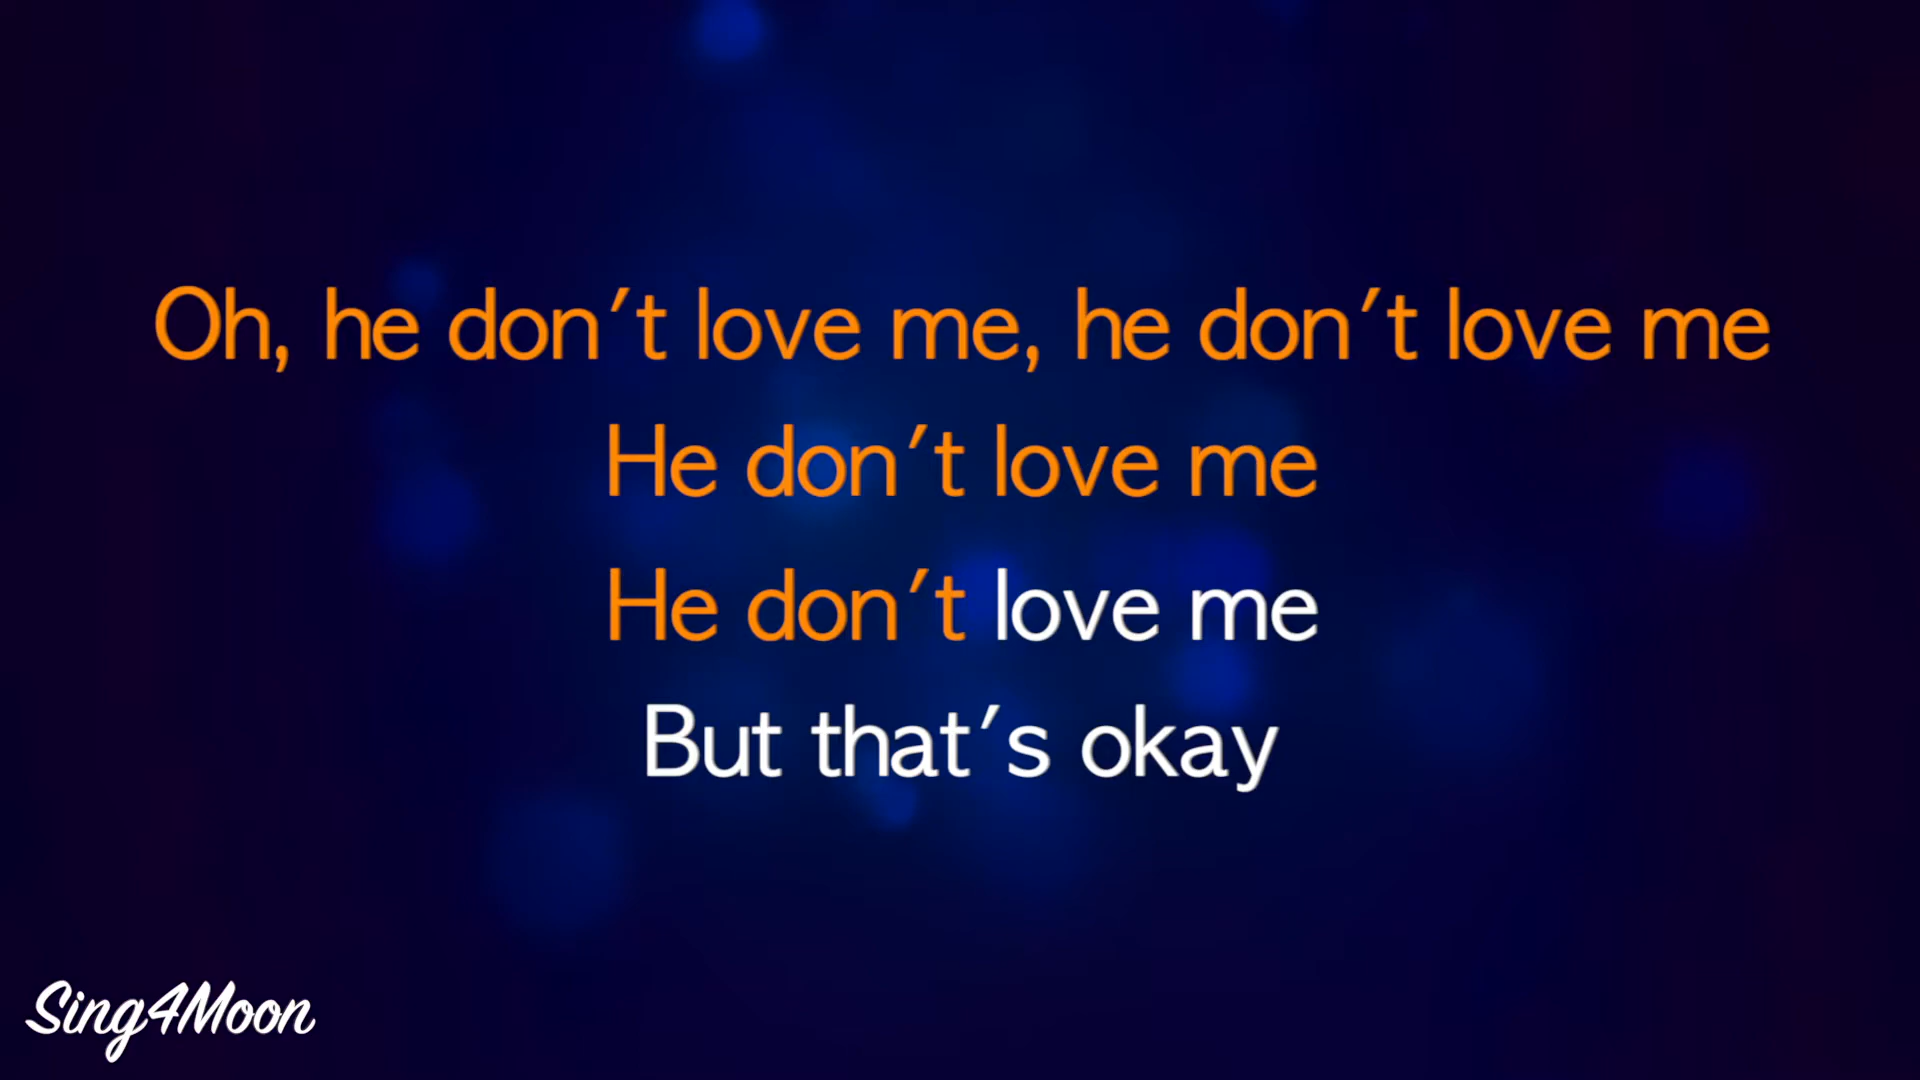 Oh, he don't love me, he don't love me
He don't love me
He don't love me
But that's okay
Sing4Moon